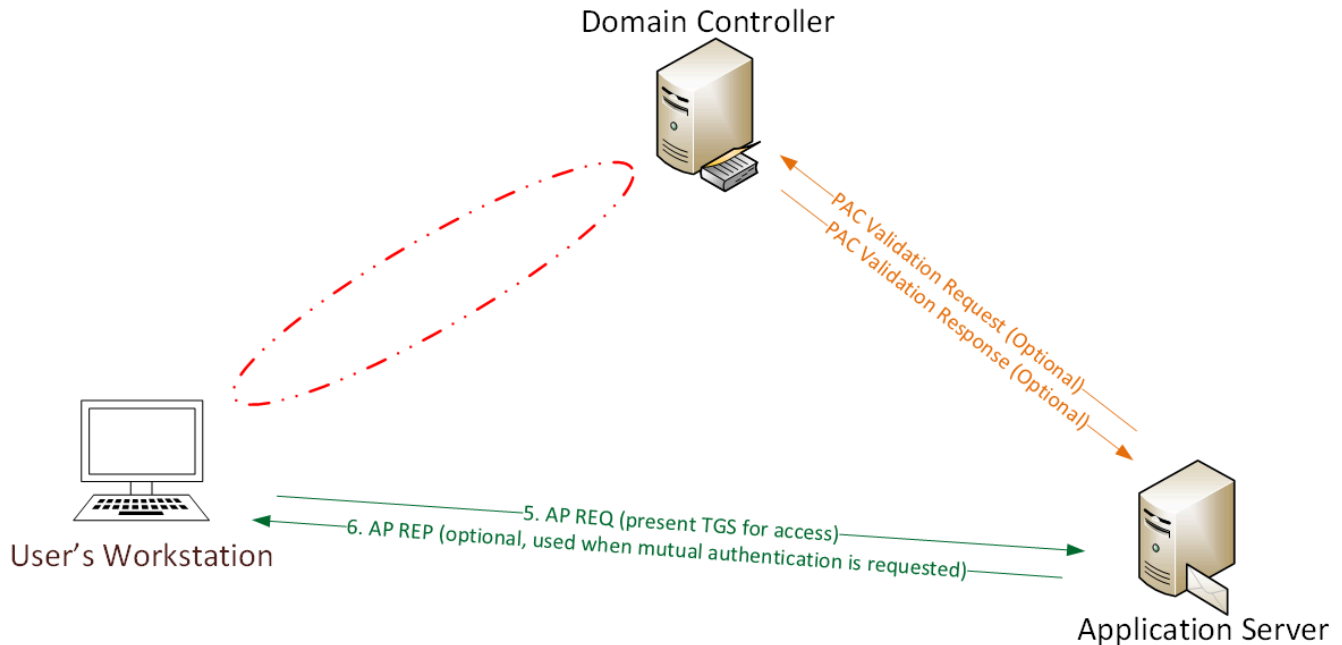 Domain Controller
PAC Validation Request (Optional)
PAC Validation Response (Optional)
5. AP REQ (present TGS for access)
6. AP REP (optional, used when mutual authentication is requested)
User's Workstation
Application Server